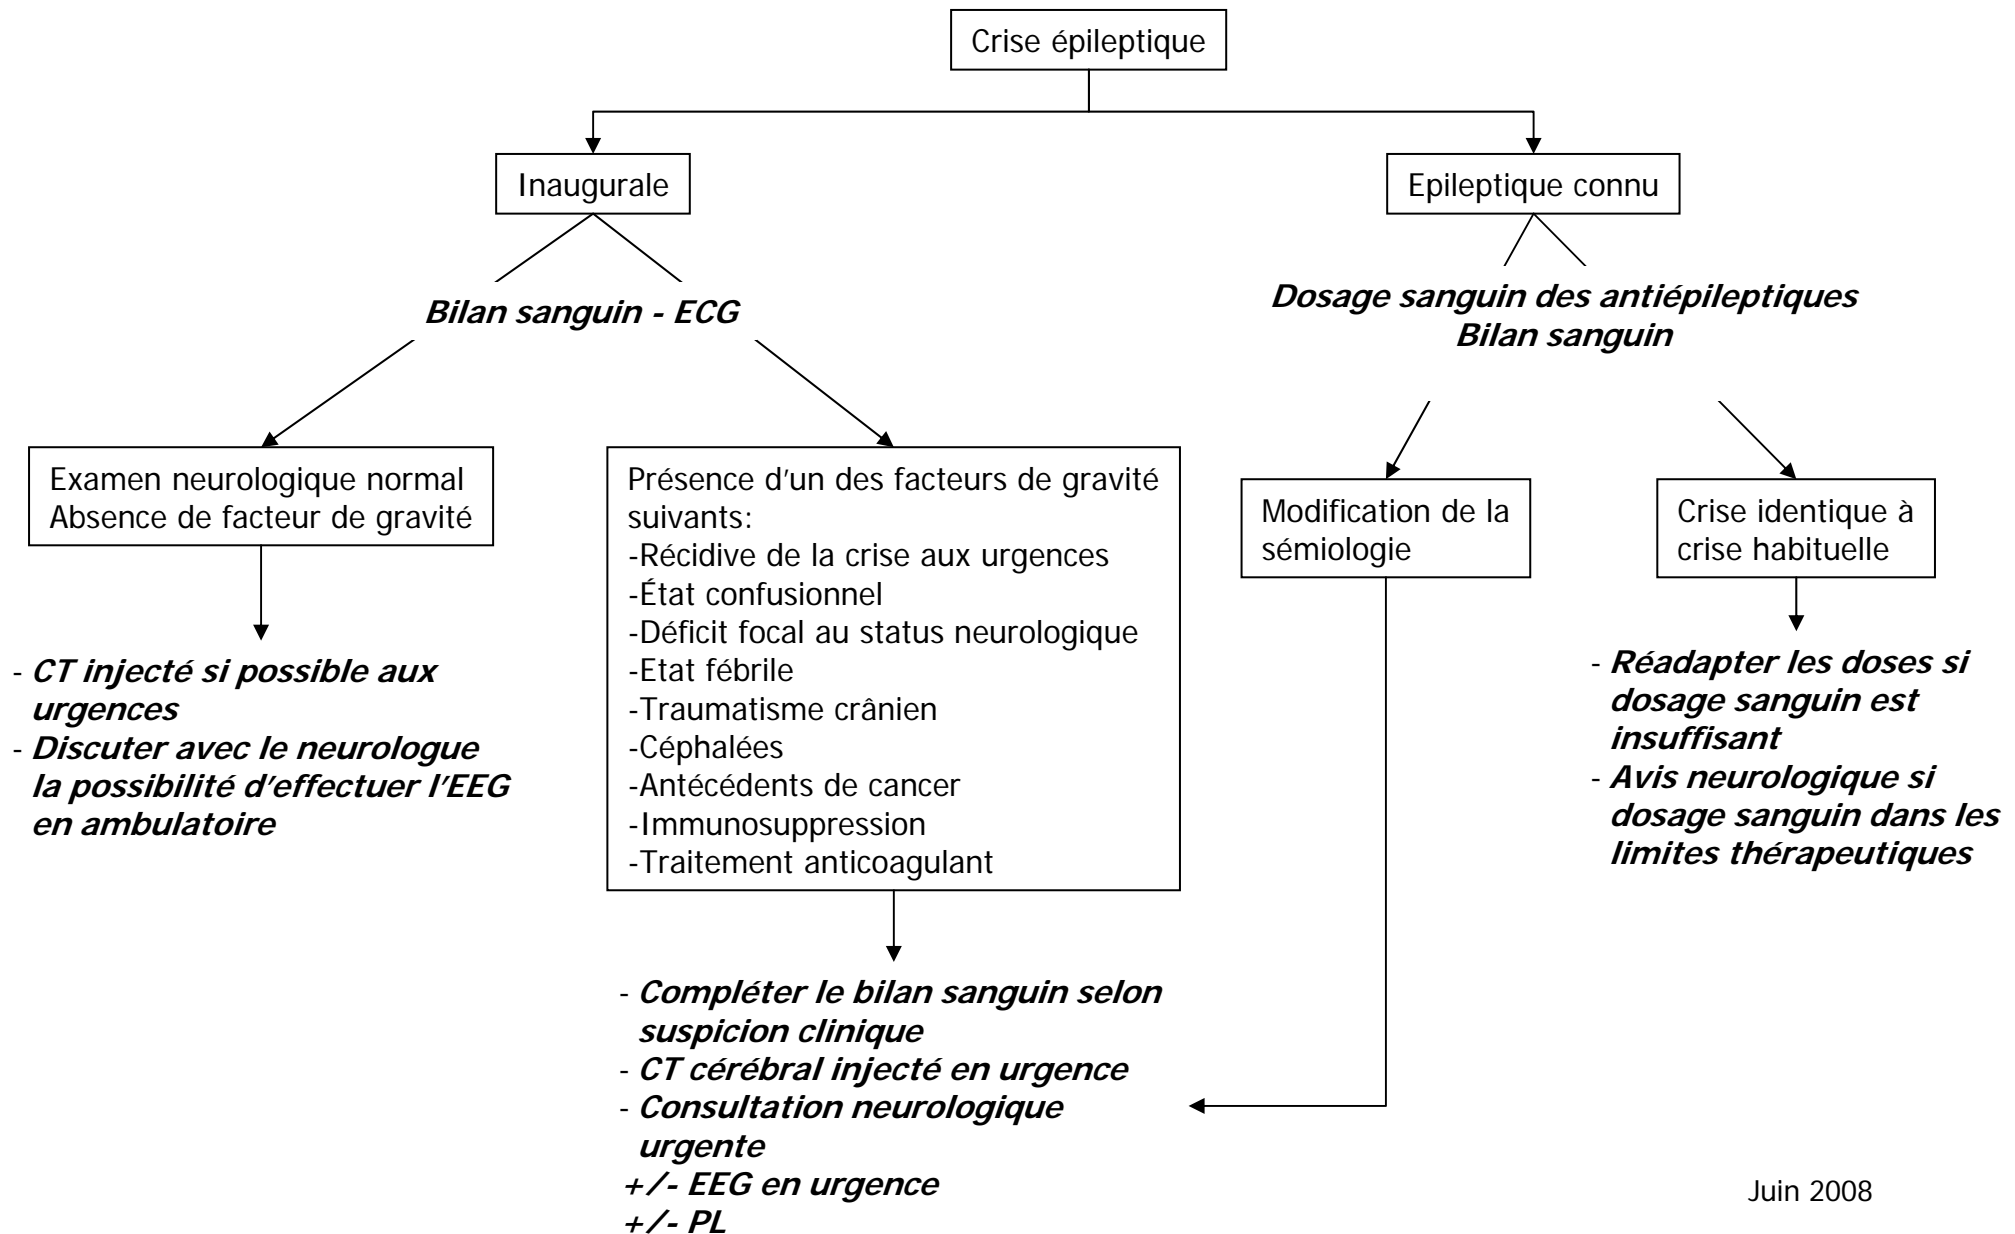 Crise épileptique
Inaugurale
Epileptique connu
Bilan sanguin - ECG
Dosage sanguin des antiépileptiques
Bilan sanguin
Examen neurologique normal
Absence de facteur de gravité
- CT injecté si possible aux
urgences
- Discuter avec le neurologue
la possibilité d'effectuer l'EEG
en ambulatoire
Présence d'un des facteurs de gravité
suivants:
-Récidive de la crise aux urgences
-État confusionnel
-Déficit focal au status neurologique
-Etat fébrile
-Traumatisme crânien
-Céphalées
-Antécédents de cancer
-Immunosuppression
-Traitement anticoagulant
- Compléter le bilan sanguin selon
suspicion clinique
- CT cérébral injecté en urgence
- Consultation neurologique
urgente
+/- EEG en urgence
+/- PL
Modification de la
sémiologie
Crise identique à
crise habituelle
- Réadapter les doses si
dosage sanguin est
insuffisant
- Avis neurologique si
dosage sanguin dans les
limites thérapeutiques
Juin 2008